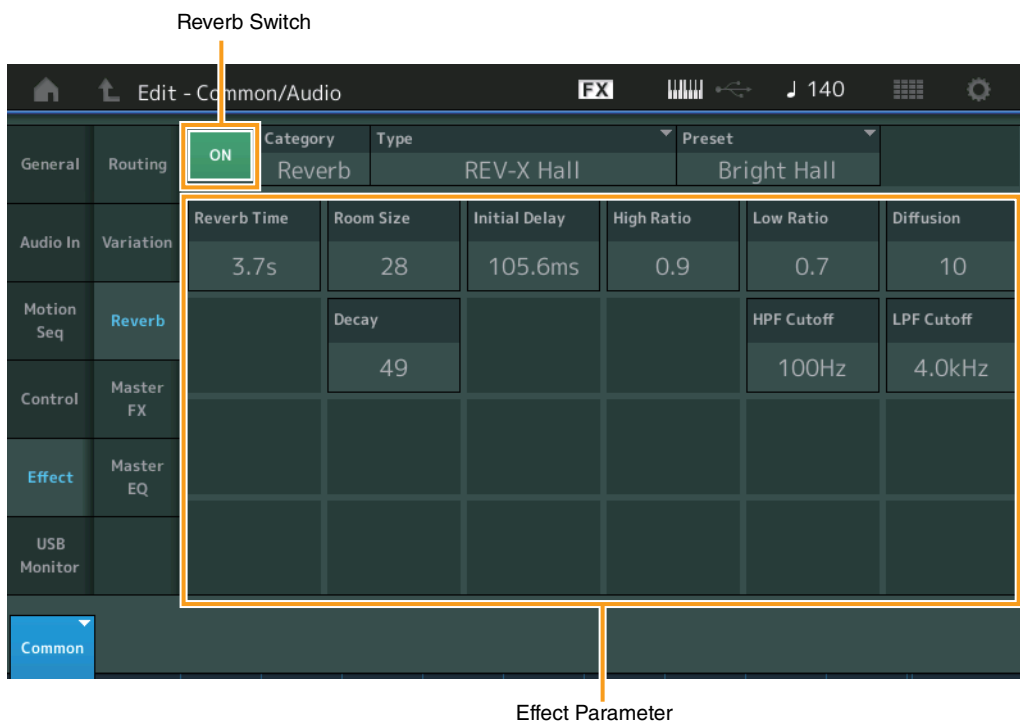 Reverb Switch
Edit - Common/Audio
FX
♩ 140
General
Routing
ON
Category
Reverb
Type
REV-X Hall
Preset
Bright Hall
Audio In
Variation
Reverb Time
3.7s
Room Size
28
Initial Delay
105.6ms
High Ratio
0.9
Low Ratio
0.7
Diffusion
10
Motion
Seq
Reverb
Decay
49
HPF Cutoff
100Hz
LPF Cutoff
4.0kHz
Control
Master
FX
Effect
Master
EQ
USB
Monitor
Common
Effect Parameter